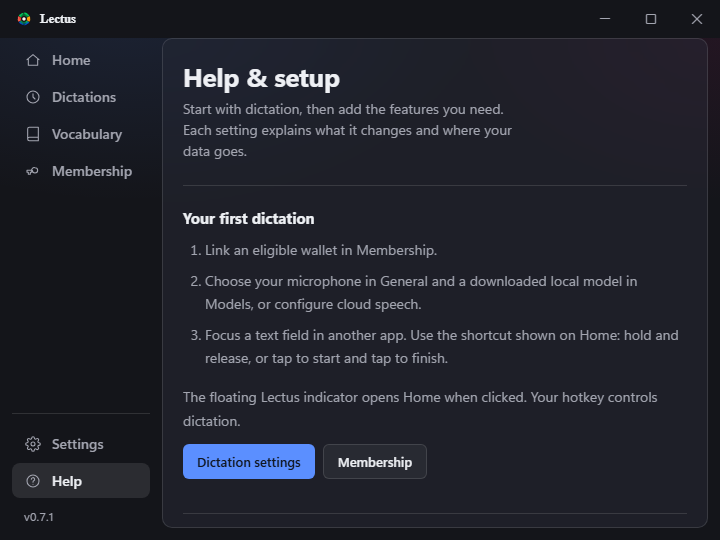 Lectus
Home
Dictations
Vocabulary
Membership
Settings
Help
v0.7.1
Help & setup
Start with dictation, then add the features you need.
Each setting explains what it changes and where your
data goes.
Your first dictation
1. Link an eligible wallet in Membership.
2. Choose your microphone in General and a downloaded local model in
Models, or configure cloud speech.
3. Focus a text field in another app. Use the shortcut shown on Home: hold and
release, or tap to start and tap to finish.
The floating Lectus indicator opens Home when clicked. Your hotkey controls
dictation.
Dictation settings
Membership